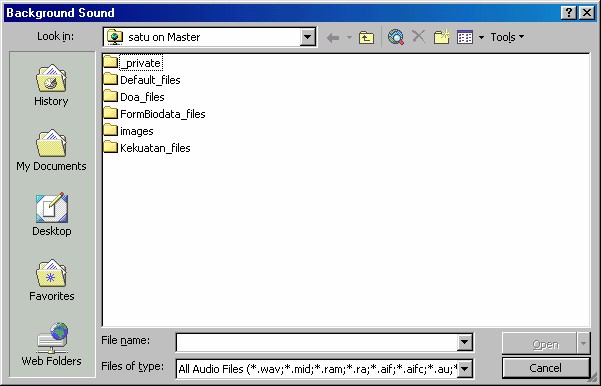 Background Sound
Look in: satu on Master Tools
_private
Default_files
Doa_files
FormBiodata_files
images
Kekuatan_files
History
My Documents
Desktop
Favorites
Web Folders
File name: Open
Files of type: All Audio Files (*.wav;*.mid;*.ram;*.ra;*.aif;*.aifc;*.au;* Cancel